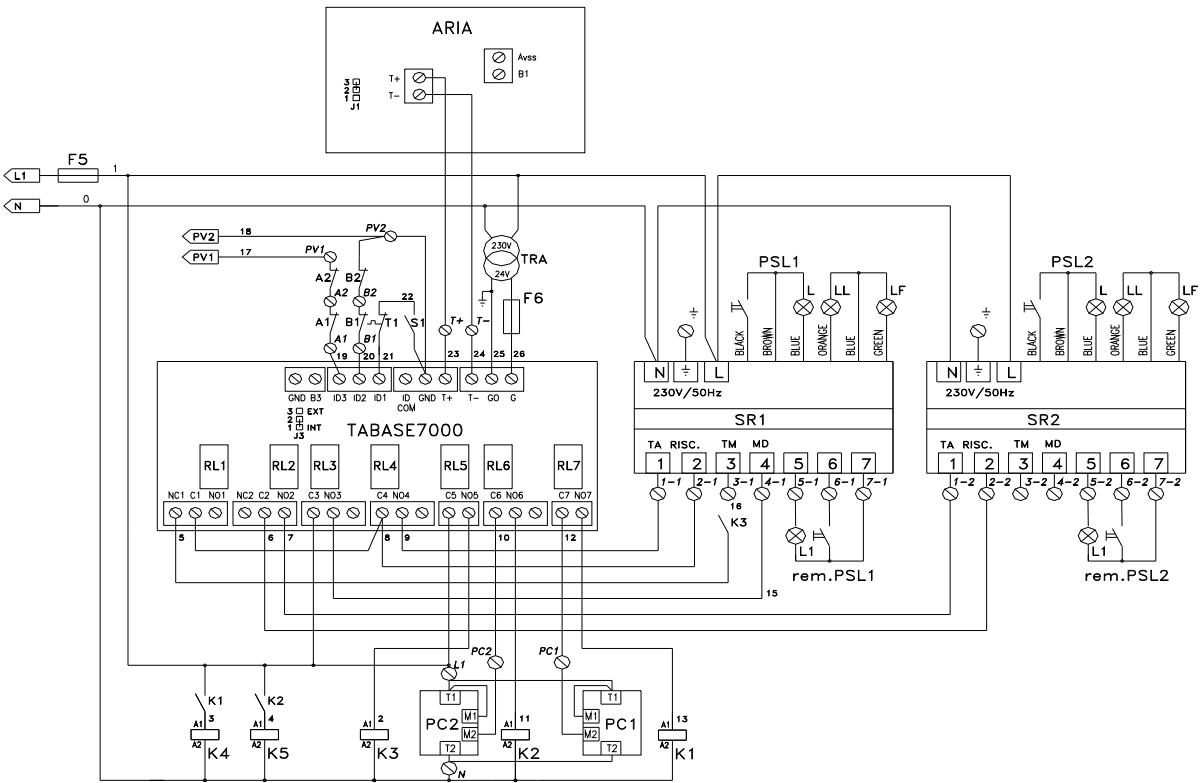 ARIA
Avss
B1
T+
T-
3
2
1
J1
L1
F5
1
N
0
PV2
18
PV1
17
PV1
PV2
230V
24V
TRA
F6
A2
B2
A2
B2
22
A1
B1
T1
S1
T+
T-
A1
B1
19
20
21
23
24
25
26
GND B3 ID3 ID2 ID1 ID COM GND T+ T- G0 G
3 EXT
2
1 INT
J3
TABASE7000
RL1 RL2 RL3 RL4 RL5 RL6 RL7
NC1 C1 NO1 NC2 C2 NO2 C3 NO3 C4 NO4 C5 NO5 C6 NO6 C7 NO7
5 6 7 8 9 10 12
PSL1
L
LL
LF
BLACK
BROWN
BLUE
ORANGE
BLUE
GREEN
N
L
230V/50Hz
SR1
TA RISC. TM MD
1 2 3 4 5 6 7
1-1 2-1 3-1 4-1 5-1 6-1 7-1
16
K3
L1
rem.PSL1
15
PSL2
L
LL
LF
BLACK
BROWN
BLUE
ORANGE
BLUE
GREEN
N
L
230V/50Hz
SR2
TA RISC. TM MD
1 2 3 4 5 6 7
1-2 2-2 3-2 4-2 5-2 6-2 7-2
L1
rem.PSL2
L1
PC2
PC1
K1
3
A1
A2
K4
K2
4
A1
A2
K5
2
A1
A2
K3
T1
M1
M2
PC2
T2
N
11
A1
A2
K2
T1
M1
M2
PC1
T2
13
A1
A2
K1